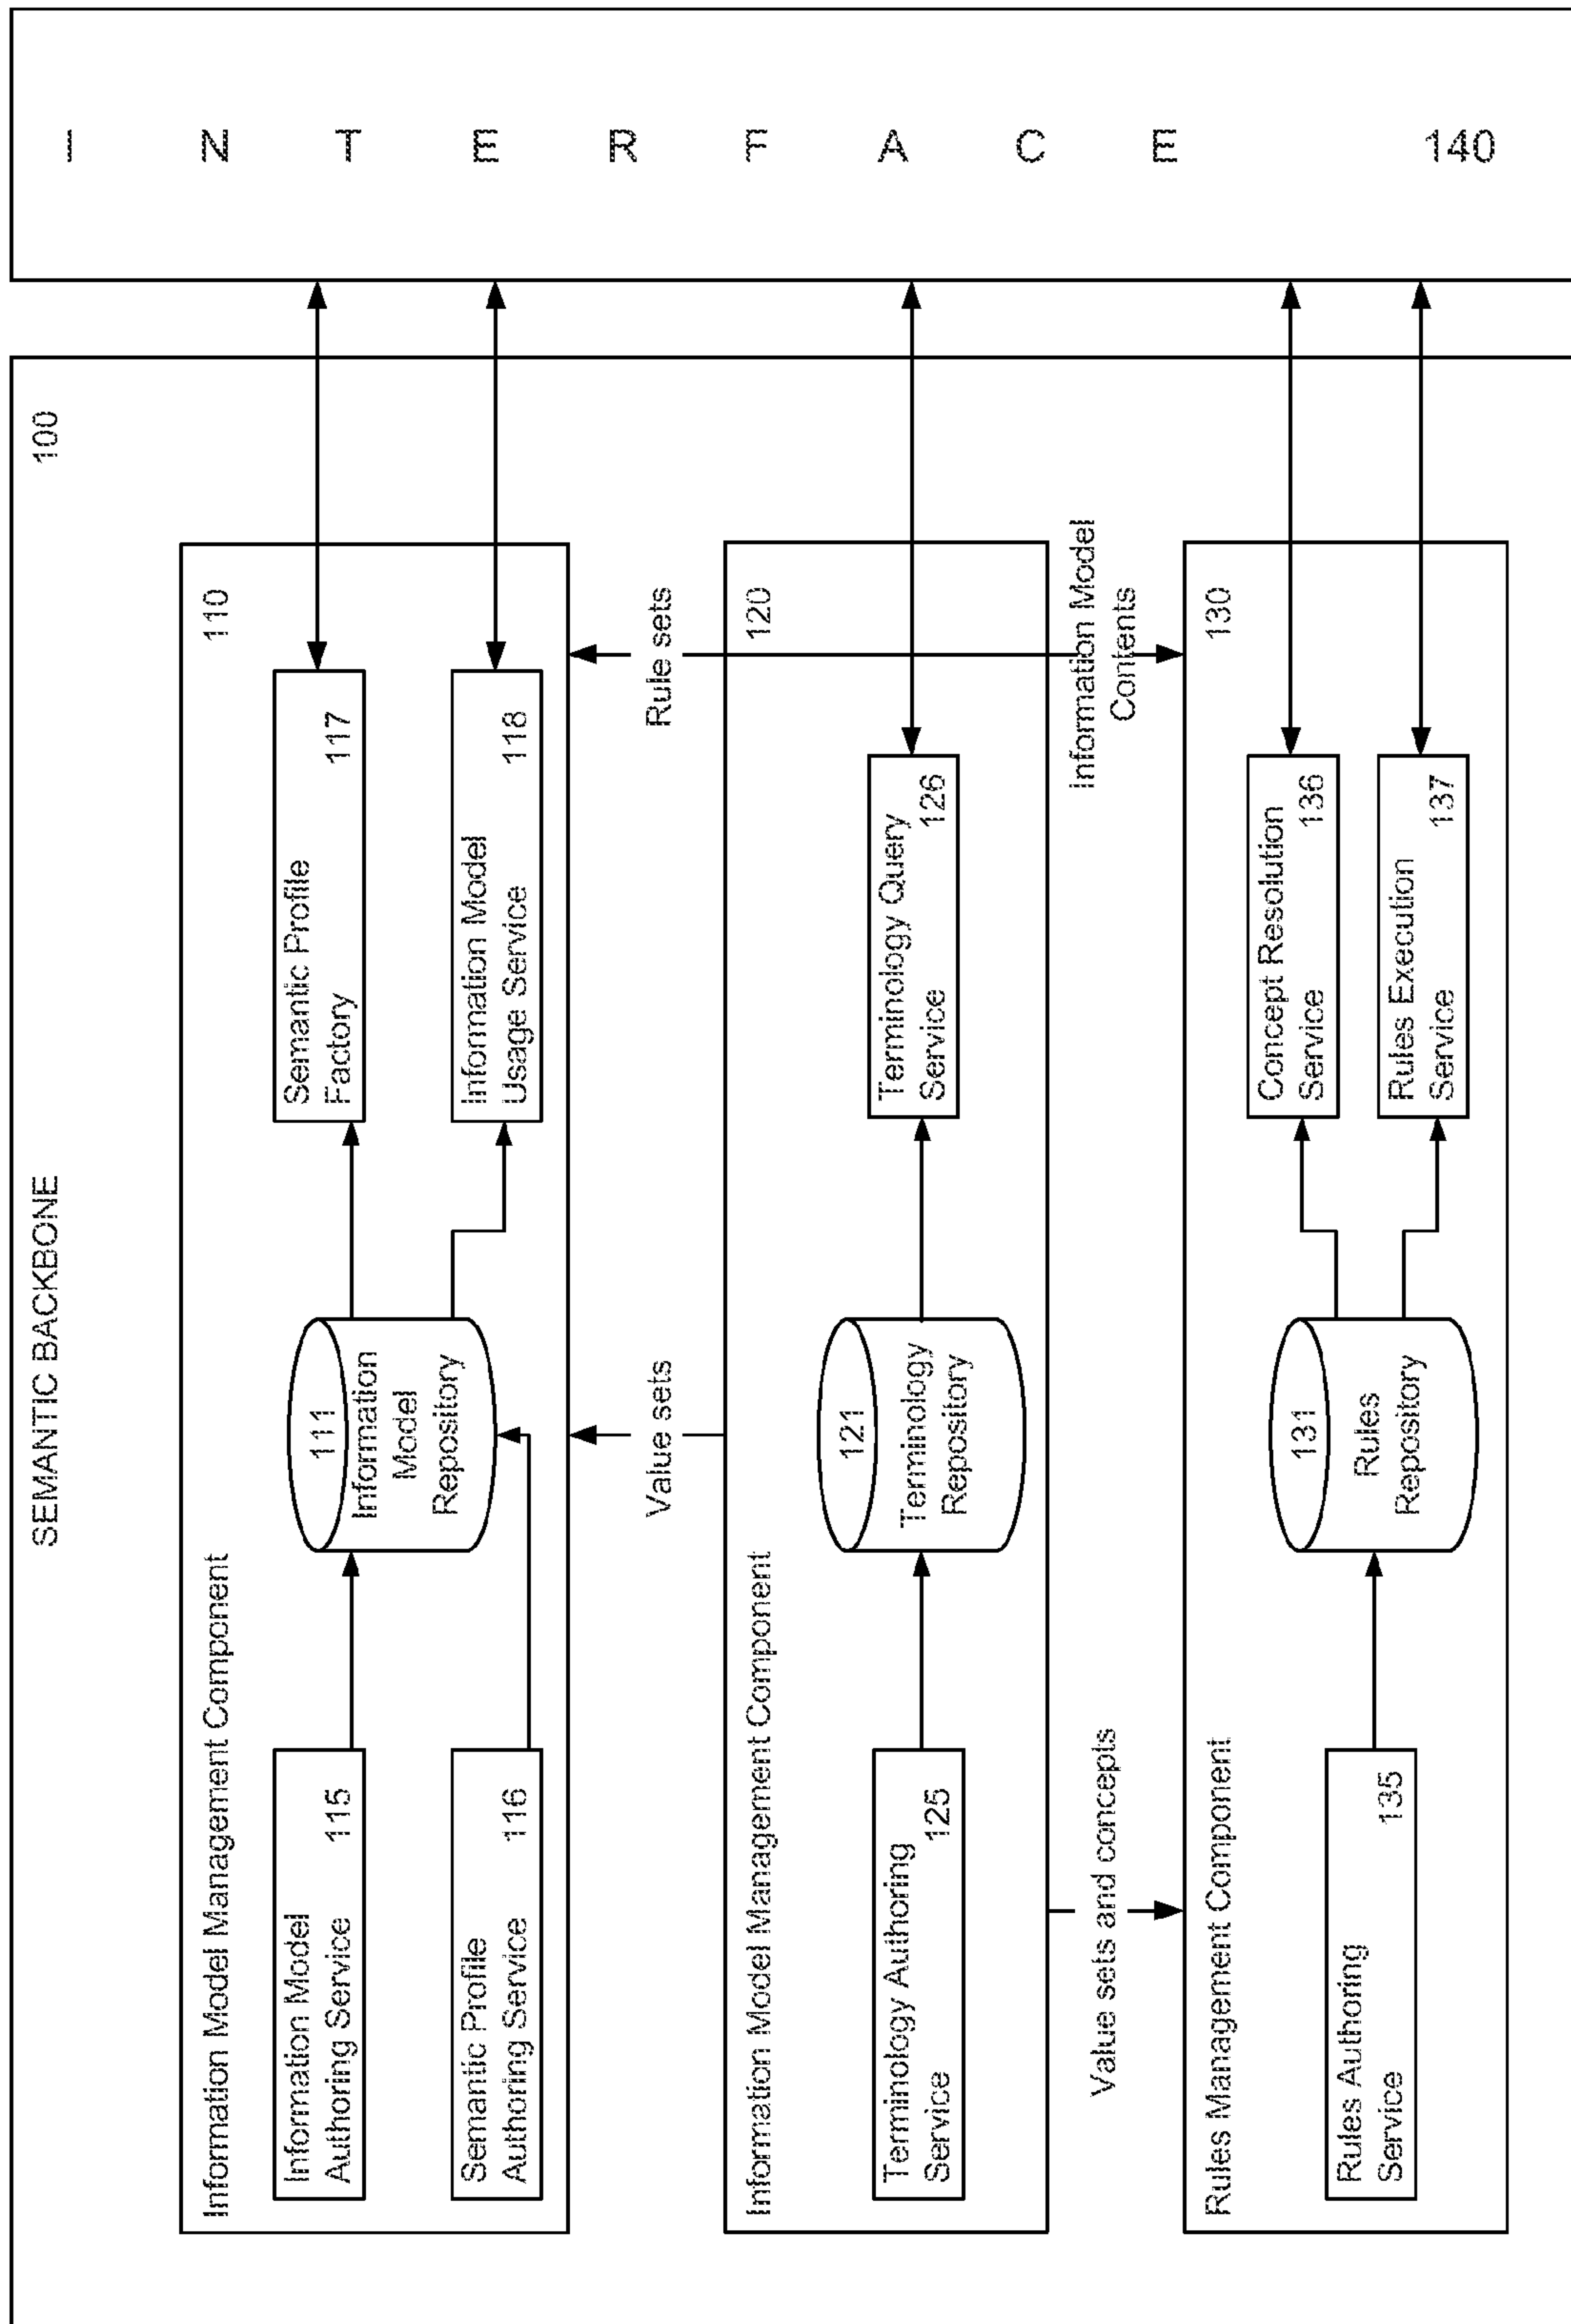 SEMANTIC BACKBONE
100
Information Model Management Component
110
Information Model
Authoring Service 115
Semantic Profile
Authoring Service 116
111
Information
Model
Repository
Semantic Profile
Factory 117
Information Model
Usage Service 118
Value sets
Rule sets
Information Model Management Component
120
Terminology Authoring
Service 125
121
Terminology
Repository
Terminology Query
Service 126
Value sets and concepts
Information Model
Contents
Rules Management Component
130
Rules Authoring
Service 135
131
Rules
Repository
Concept Resolution
Service 136
Rules Execution
Service 137
I N T E R F A C E 140